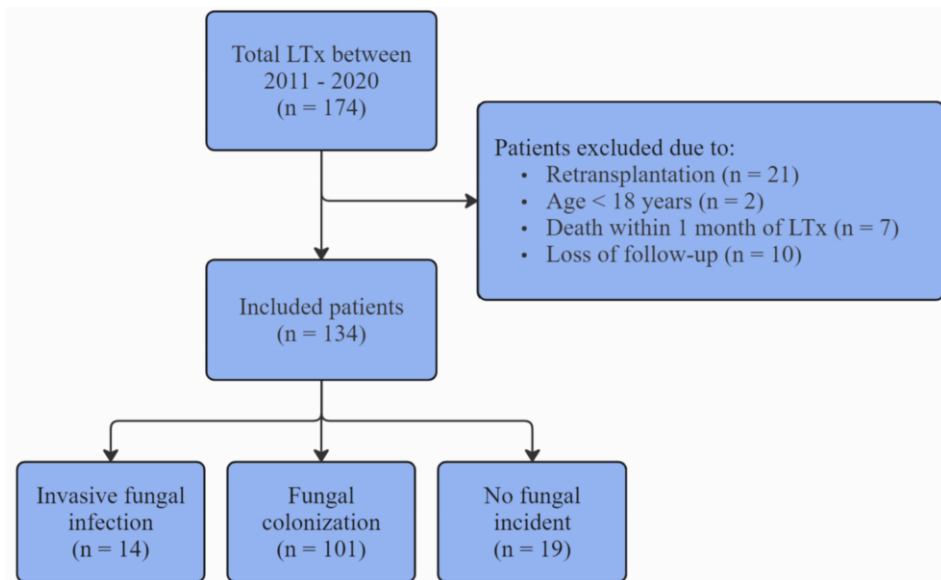 Total LTx between
2011 - 2020
(n = 174)
Patients excluded due to:
• Retransplantation (n = 21)
• Age < 18 years (n = 2)
• Death within 1 month of LTx (n = 7)
• Loss of follow-up (n = 10)
Included patients
(n = 134)
Invasive fungal
infection
(n = 14)
Fungal
colonization
(n = 101)
No fungal
incident
(n = 19)